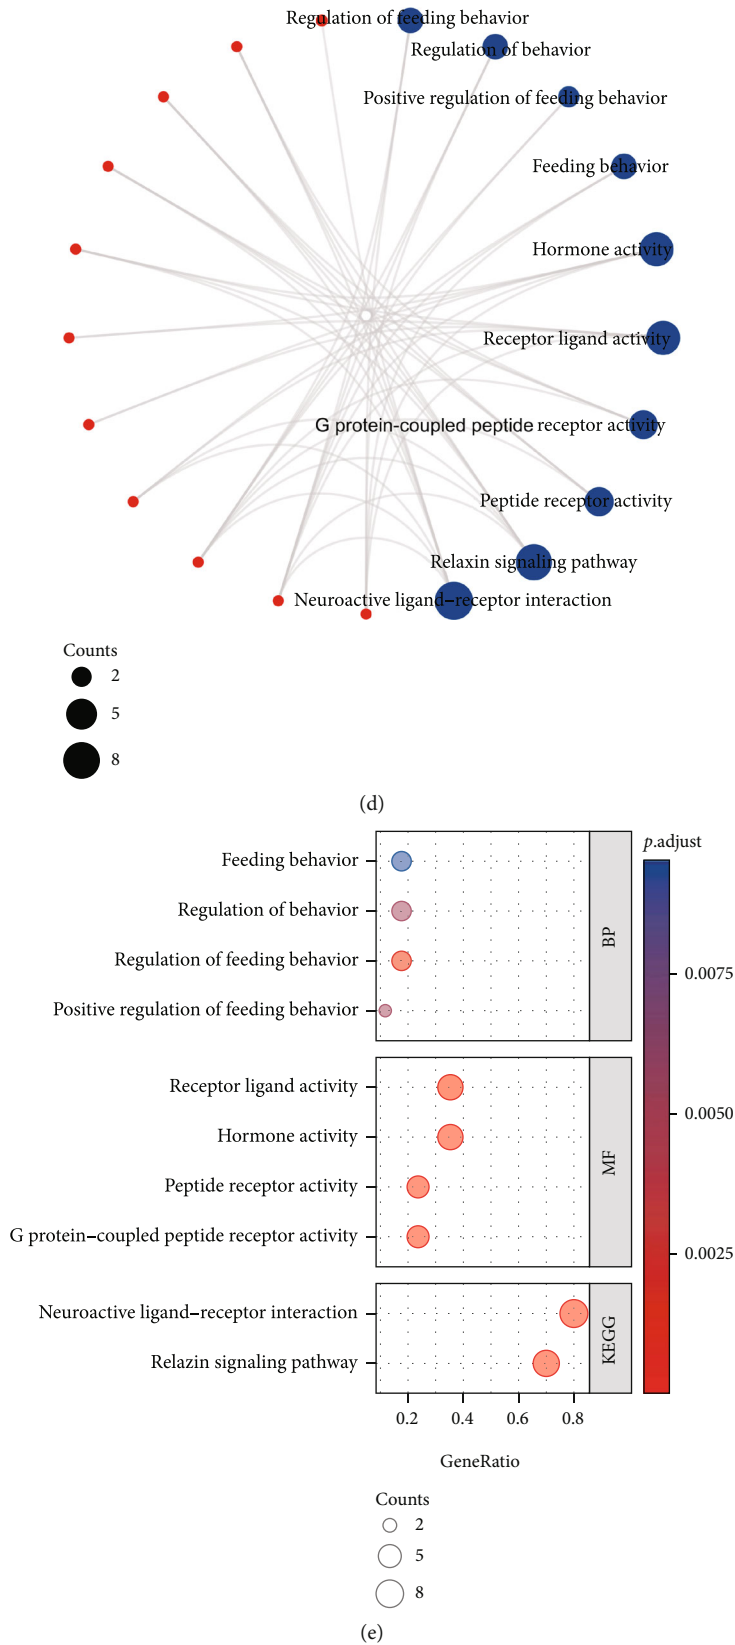 Regulation of feeding behavior
Regulation of behavior
Positive regulation of feeding behavior
Feeding behavior
Hormone activity
Receptor ligand activity
G protein-coupled peptide receptor activity
Peptide receptor activity
Relaxin signaling pathway
Neuroactive ligand–receptor interaction
Counts
2
5
8
(d)
p.adjust
Feeding behavior
Regulation of behavior
Regulation of feeding behavior
Positive regulation of feeding behavior
BP
0.0075
0.0050
0.0025
Receptor ligand activity
Hormone activity
Peptide receptor activity
G protein–coupled peptide receptor activity
MF
Neuroactive ligand–receptor interaction
Relazin signaling pathway
KEGG
0.2 0.4 0.6 0.8
GeneRatio
Counts
2
5
8
(e)